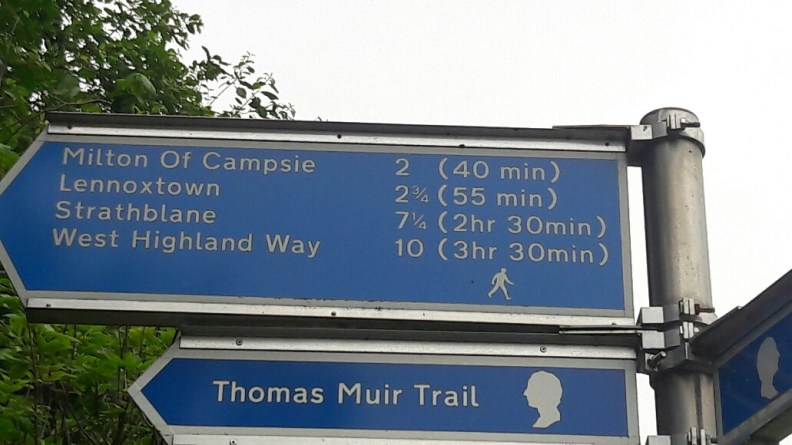 Milton Of Campsie 2 (40 min)
Lennoxtown 2¾ (55 min)
Strathblane 7¼ (2hr 30min)
West Highland Way 10 (3hr 30min)
Thomas Muir Trail